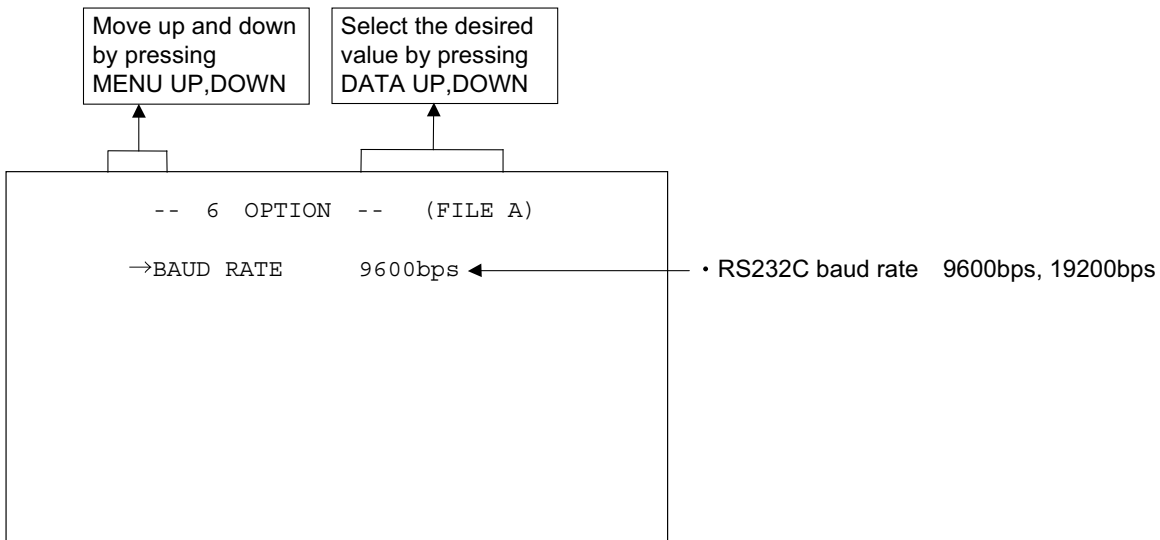 Move up and down
by pressing
MENU UP,DOWN
Select the desired
value by pressing
DATA UP,DOWN
-- 6 OPTION -- (FILE A)
→BAUD RATE 9600bps
・RS232C baud rate 9600bps, 19200bps